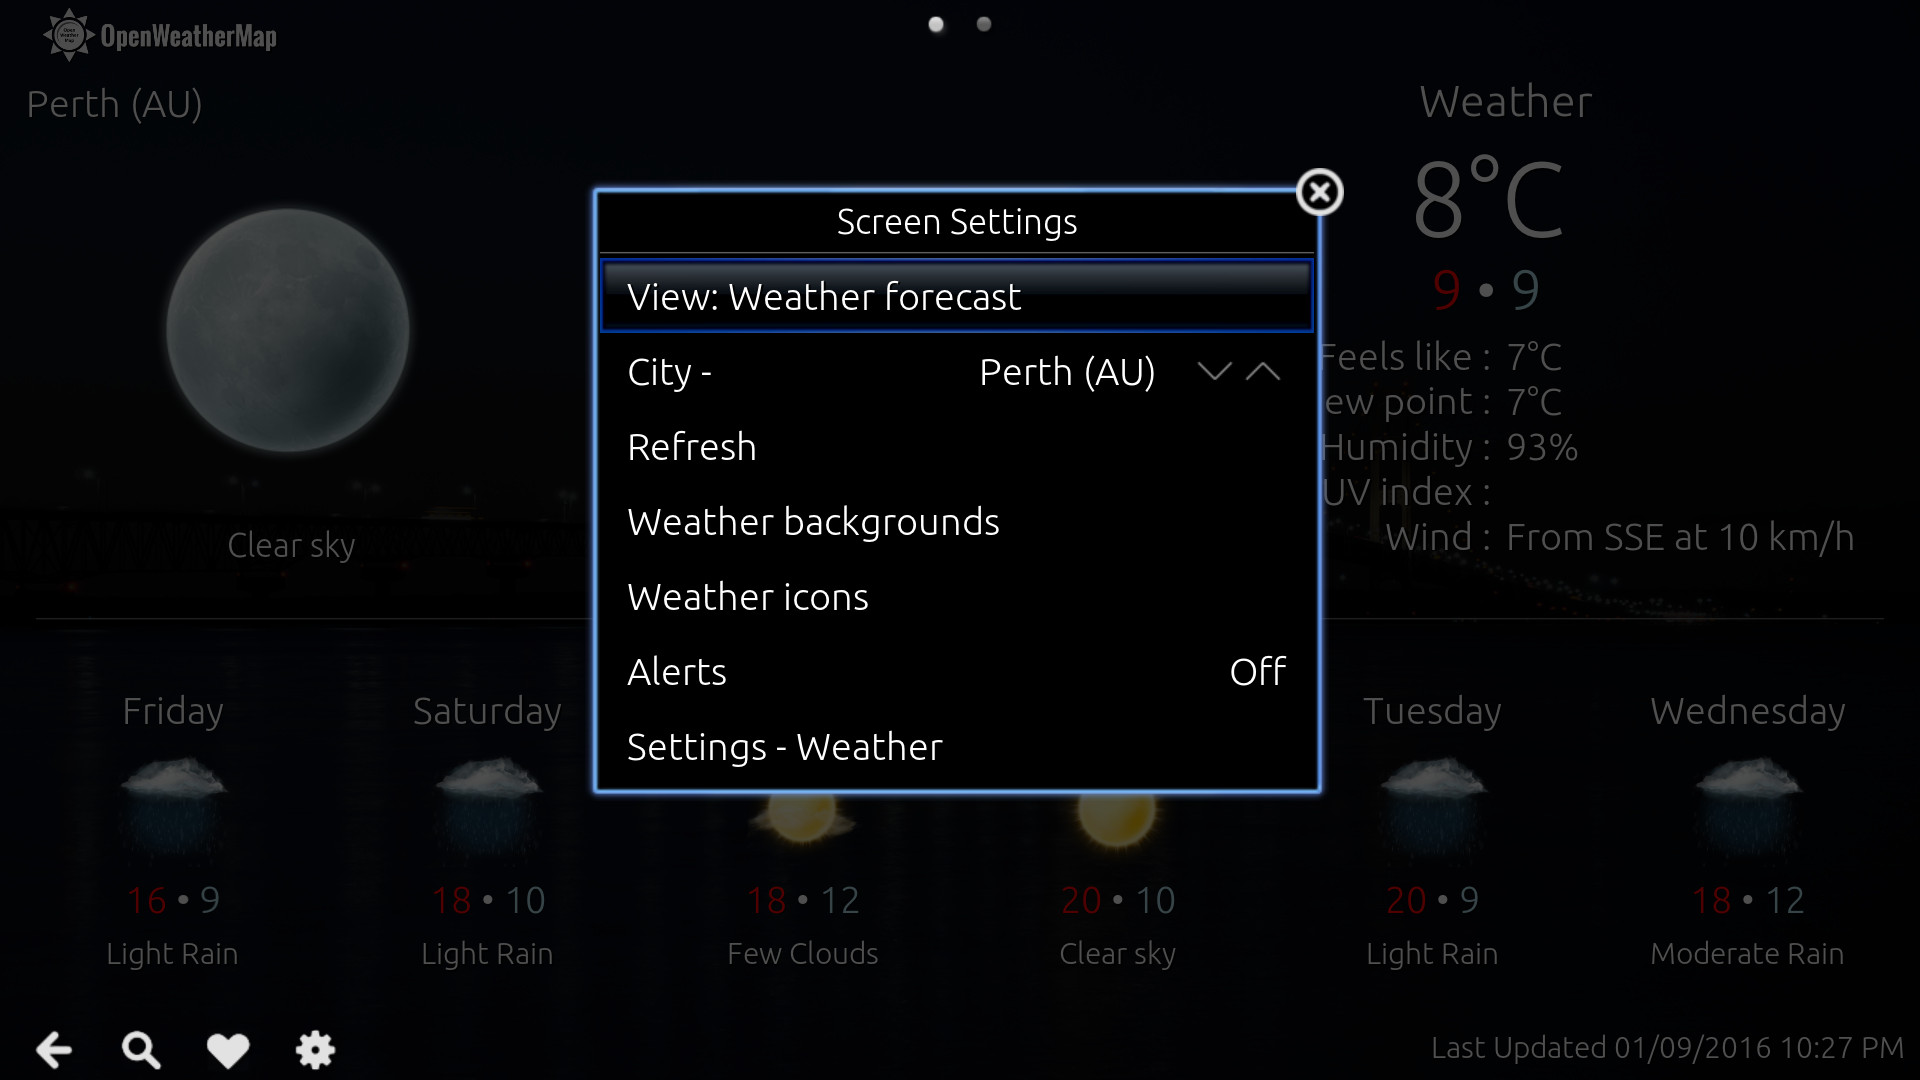 Open Weather Map
OpenWeatherMap
Perth (AU)
Weather
8°C
9 • 9
Feels like : 7°C
ew point : 7°C
Humidity : 93%
UV index :
Wind : From SSE at 10 km/h
Clear sky
Screen Settings
View: Weather forecast
City - Perth (AU)
Refresh
Weather backgrounds
Weather icons
Alerts Off
Settings - Weather
Friday Saturday Tuesday Wednesday
16 • 9 18 • 10 18 • 12 20 • 10 20 • 9 18 • 12
Light Rain Light Rain Few Clouds Clear sky Light Rain Moderate Rain
Last Updated 01/09/2016 10:27 PM